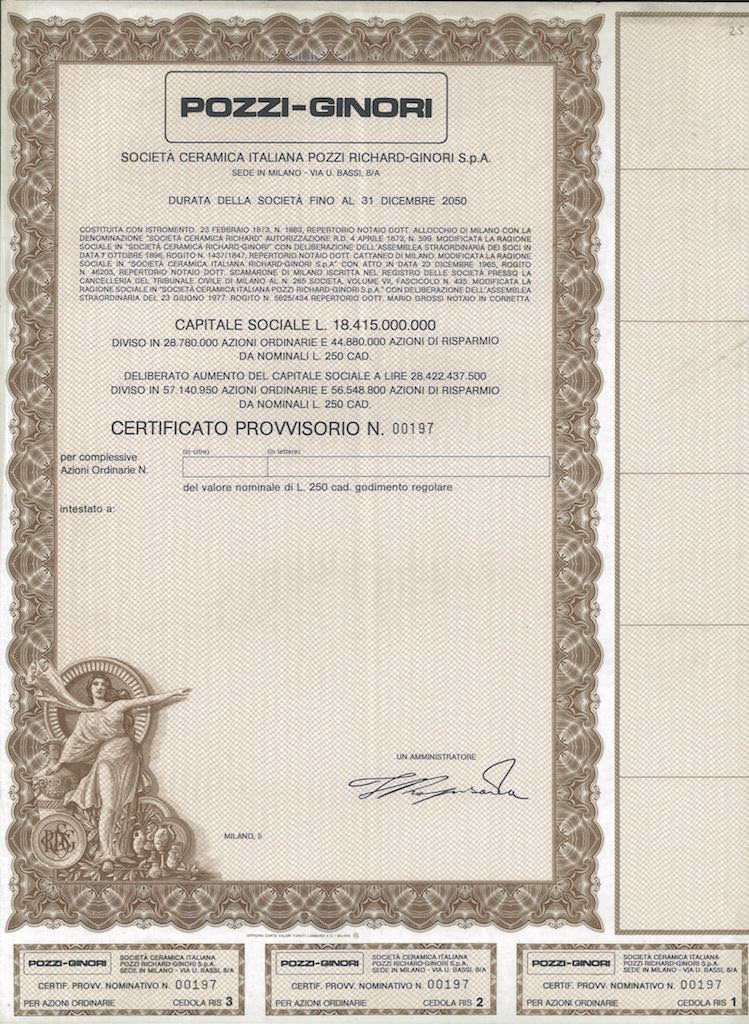 25
POZZI-GINORI
SOCIETÀ CERAMICA ITALIANA POZZI RICHARD-GINORI S.p.A.
SEDE IN MILANO - VIA U. BASSI, 8/A
DURATA DELLA SOCIETÀ FINO AL 31 DICEMBRE 2050
COSTITUITA CON ISTROMENTO 23 FEBBRAIO 1873, N. 1863, REPERTORIO NOTAIO DOTT. ALLOCCHIO DI MILANO CON LA
DENOMINAZIONE "SOCIETÀ CERAMICA RICHARD" AUTORIZZAZIONE R.D. 4 APRILE 1873, N. 599. MODIFICATA LA RAGIONE
SOCIALE IN "SOCIETÀ CERAMICA RICHARD-GINORI" CON DELIBERAZIONE DELL'ASSEMBLEA STRAORDINARIA DEI SOCI IN
DATA 7 OTTOBRE 1896, ROGITO N. 1437/1847, REPERTORIO NOTAIO DOTT. CATTANEO DI MILANO. MODIFICATA LA RAGIONE
SOCIALE IN "SOCIETÀ CERAMICA ITALIANA RICHARD-GINORI S.p.A." CON ATTO IN DATA 23 DICEMBRE 1965, ROGITO
N. 46203, REPERTORIO NOTAIO DOTT. SCAMARONE DI MILANO ISCRITTA NEL REGISTRO DELLE SOCIETÀ PRESSO LA
CANCELLERIA DEL TRIBUNALE CIVILE DI MILANO AL N. 265 SOCIETÀ, VOLUME VII, FASCICOLO N. 435. MODIFICATA LA
RAGIONE SOCIALE IN "SOCIETÀ CERAMICA ITALIANA POZZI RICHARD-GINORI S.p.A." CON DELIBERAZIONE DELL'ASSEMBLEA
STRAORDINARIA DEL 23 GIUGNO 1977. ROGITO N. 5625/434 REPERTORIO DOTT. MARIO GROSSI NOTAIO IN CORBETTA
CAPITALE SOCIALE L. 18.415.000.000
DIVISO IN 28.780.000 AZIONI ORDINARIE E 44.880.000 AZIONI DI RISPARMIO
DA NOMINALI L. 250 CAD.
DELIBERATO AUMENTO DEL CAPITALE SOCIALE A LIRE 28.422.437.500
DIVISO IN 57.140.950 AZIONI ORDINARIE E 56.548.800 AZIONI DI RISPARMIO
DA NOMINALI L. 250 CAD.
CERTIFICATO PROVVISORIO N. 00197
per complessive
Azioni Ordinarie N.
(in cifre) (in lettere)
del valore nominale di L. 250 cad. godimento regolare
intestato a:
UN AMMINISTRATORE
MILANO, li
OFFICINA CARTE VALORI TURATI LOMBARDI e C. - MILANO
POZZI-GINORI
SOCIETÀ CERAMICA ITALIANA
POZZI RICHARD-GINORI S.p.A.
SEDE IN MILANO - VIA U. BASSI, 8/A
CERTIF. PROVV. NOMINATIVO N. 00197
PER AZIONI ORDINARIE CEDOLA RIS 3
POZZI-GINORI
SOCIETÀ CERAMICA ITALIANA
POZZI RICHARD-GINORI S.p.A.
SEDE IN MILANO - VIA U. BASSI, 8/A
CERTIF. PROVV. NOMINATIVO N. 00197
PER AZIONI ORDINARIE CEDOLA RIS 2
POZZI-GINORI
SOCIETÀ CERAMICA ITALIANA
POZZI RICHARD-GINORI S.p.A.
SEDE IN MILANO - VIA U. BASSI, 8/A
CERTIF. PROVV. NOMINATIVO N. 00197
PER AZIONI ORDINARIE CEDOLA RIS 1